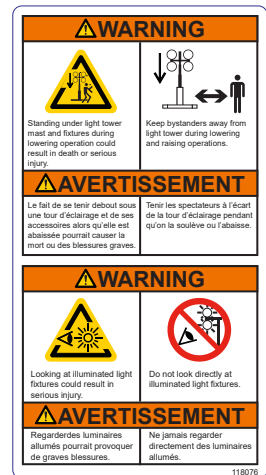 WARNING
Standing under light tower
mast and fixtures during
lowering operation could
result in death or serious
injury.
Keep bystanders away from
light tower during lowering
and raising operations.
AVERTISSEMENT
Le fait de se tenir debout sous
une tour d'éclairage et de ses
accessoires alors qu'elle est
abaissée pourrait causer la
mort ou des blessures graves.
Tenir les spectateurs à l'écart
de la tour d'éclairage pendant
qu'on la soulève ou l'abaisse.
WARNING
Looking at illuminated light
fixtures could result in
serious injury.
Do not look directly at
illuminated light fixtures.
AVERTISSEMENT
Regarderdes luminaires
allumés pourrait provoquer
de graves blessures.
Ne jamais regarder
directement des luminaires
allumés.
118076